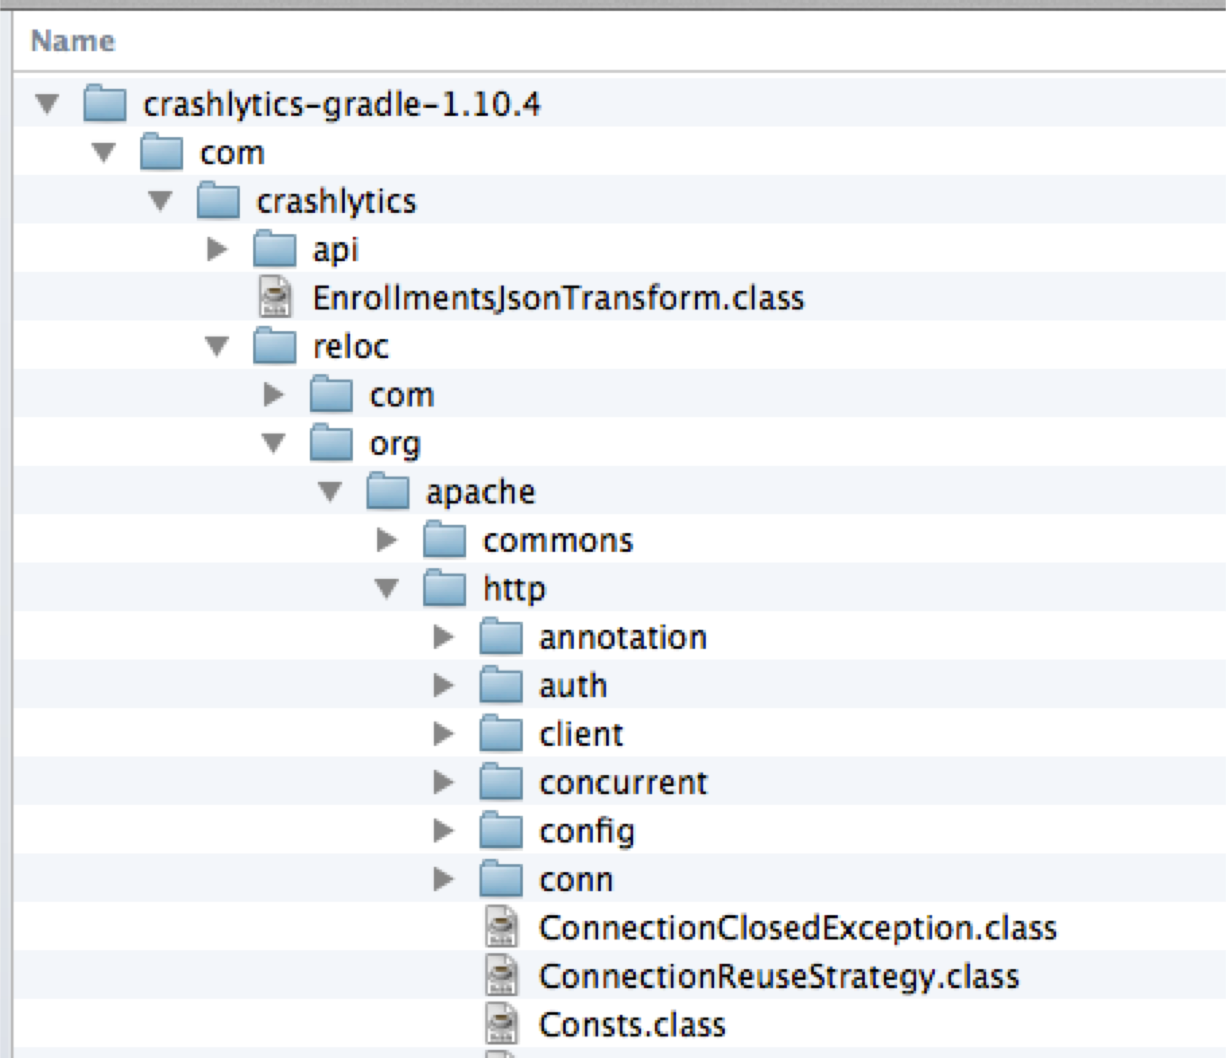 Name
crashlytics-gradle-1.10.4
com
crashlytics
api
EnrollmentsJsonTransform.class
reloc
com
org
apache
commons
http
annotation
auth
client
concurrent
config
conn
ConnectionClosedException.class
ConnectionReuseStrategy.class
Consts.class